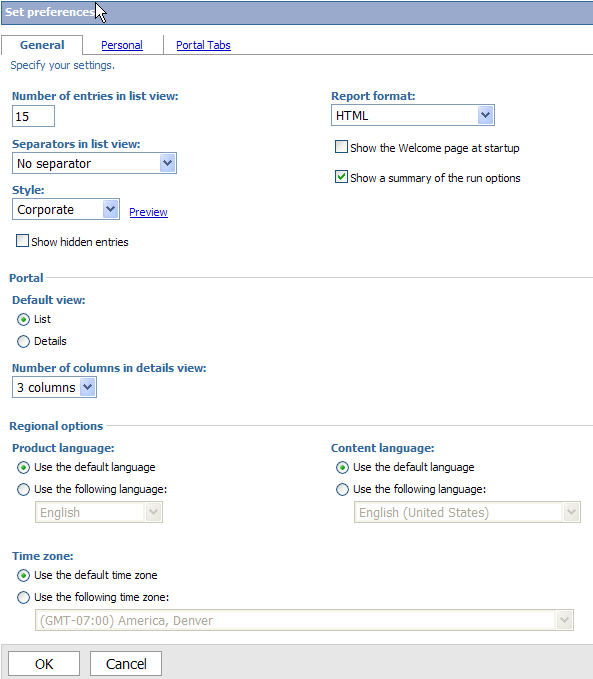 Set preferences
General Personal Portal Tabs
Specify your settings.
Number of entries in list view:
15
Separators in list view:
No separator
Style:
Corporate Preview
Show hidden entries
Report format:
HTML
Show the Welcome page at startup
Show a summary of the run options
Portal
Default view:
List
Details
Number of columns in details view:
3 columns
Regional options
Product language:
Use the default language
Use the following language:
English
Content language:
Use the default language
Use the following language:
English (United States)
Time zone:
Use the default time zone
Use the following time zone:
(GMT-07:00) America, Denver
OK Cancel